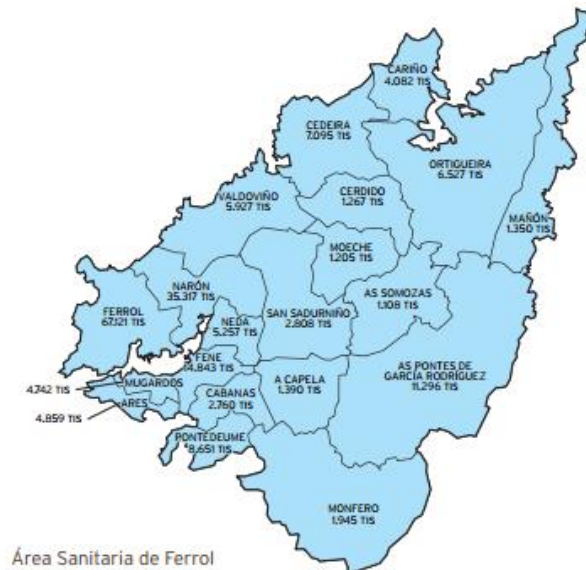 CARIÑO
4.082 TIS
CEDEIRA
7.095 TIS
ORTIGUEIRA
6.527 TIS
VALDOVIÑO
5.927 TIS
CERDIDO
1.267 TIS
MAÑÓN
1.350 TIS
MOECHE
1.205 TIS
NARÓN
35.317 TIS
AS SOMOZAS
1.108 TIS
FERROL
67.121 TIS
NEDA
5.257 TIS
SAN SADURNIÑO
2.808 TIS
FENE
14.843 TIS
AS PONTES DE
GARCÍA RODRÍGUEZ
11.296 TIS
4.742 TIS
MUGARDOS
A CAPELA
1.390 TIS
CABANAS
2.760 TIS
ARES
4.859 TIS
PONTEDEUME
8.651 TIS
MONFERO
1.945 TIS
Área Sanitaria de Ferrol